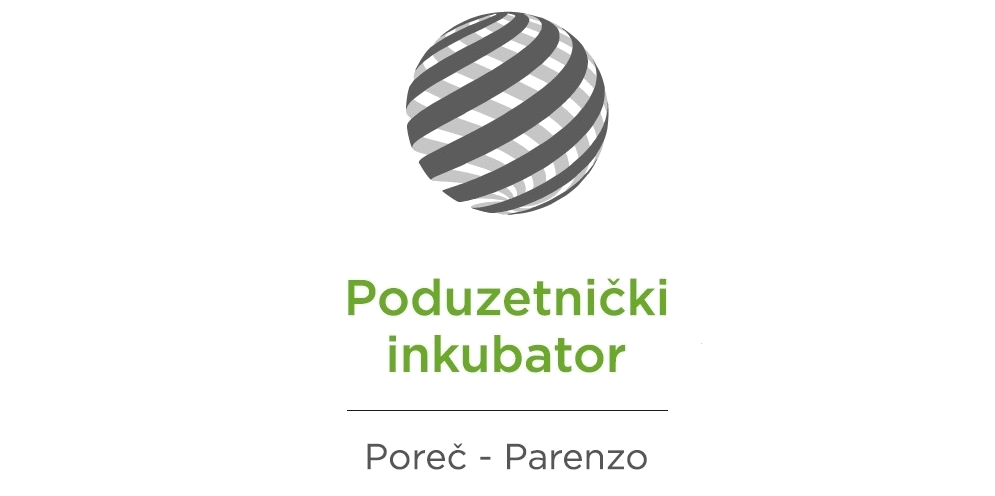 Poduzetnički
inkubator
Poreč - Parenzo